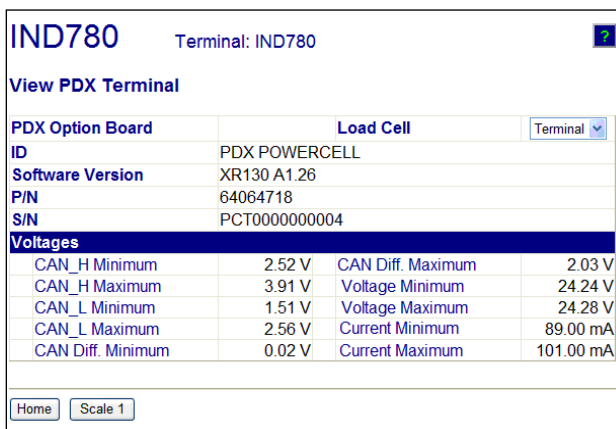 IND780 Terminal: IND780 ?
View PDX Terminal
PDX Option Board Load Cell Terminal
ID PDX POWERCELL
Software Version XR130 A1.26
P/N 64064718
S/N PCT0000000004
Voltages
CAN_H Minimum 2.52 V CAN Diff. Maximum 2.03 V
CAN_H Maximum 3.91 V Voltage Minimum 24.24 V
CAN_L Minimum 1.51 V Voltage Maximum 24.28 V
CAN_L Maximum 2.56 V Current Minimum 89.00 mA
CAN Diff. Minimum 0.02 V Current Maximum 101.00 mA
Home Scale 1